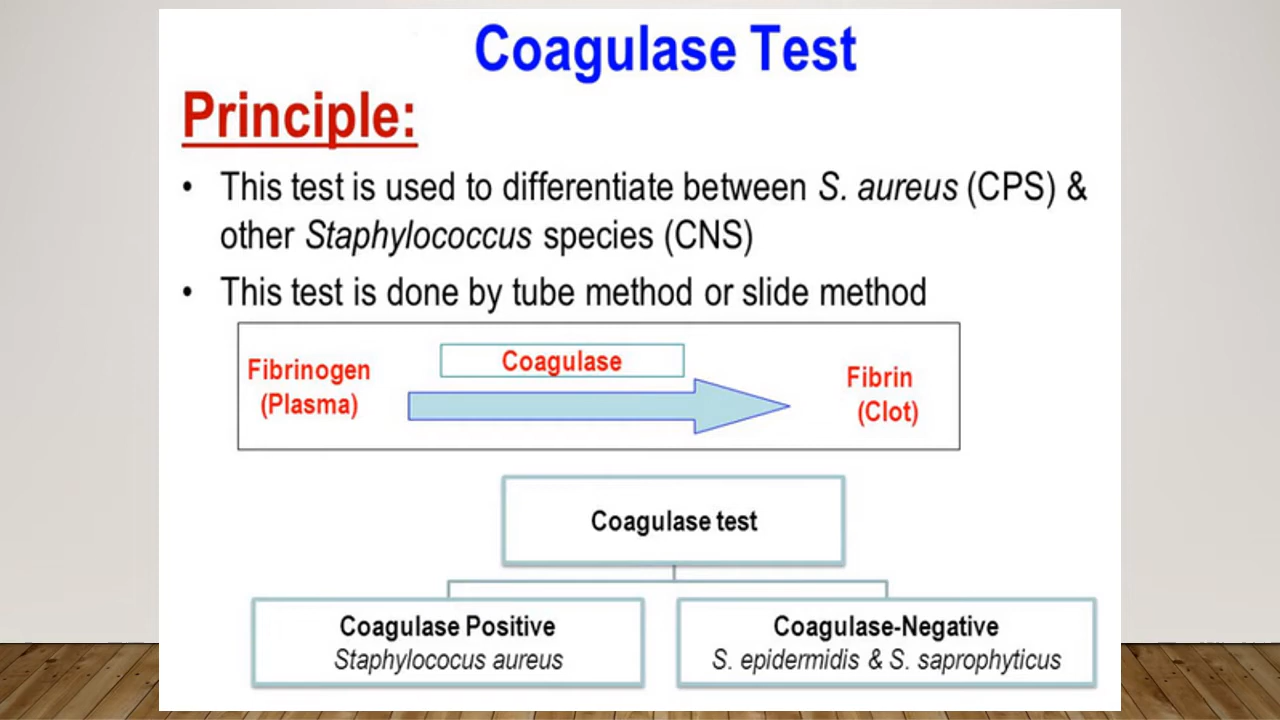 Coagulase Test
Principle:
• This test is used to differentiate between S. aureus (CPS) &
other Staphylococcus species (CNS)
• This test is done by tube method or slide method
Fibrinogen
(Plasma)
Coagulase
Fibrin
(Clot)
Coagulase test
Coagulase Positive
Staphylococus aureus
Coagulase-Negative
S. epidermidis & S. saprophyticus